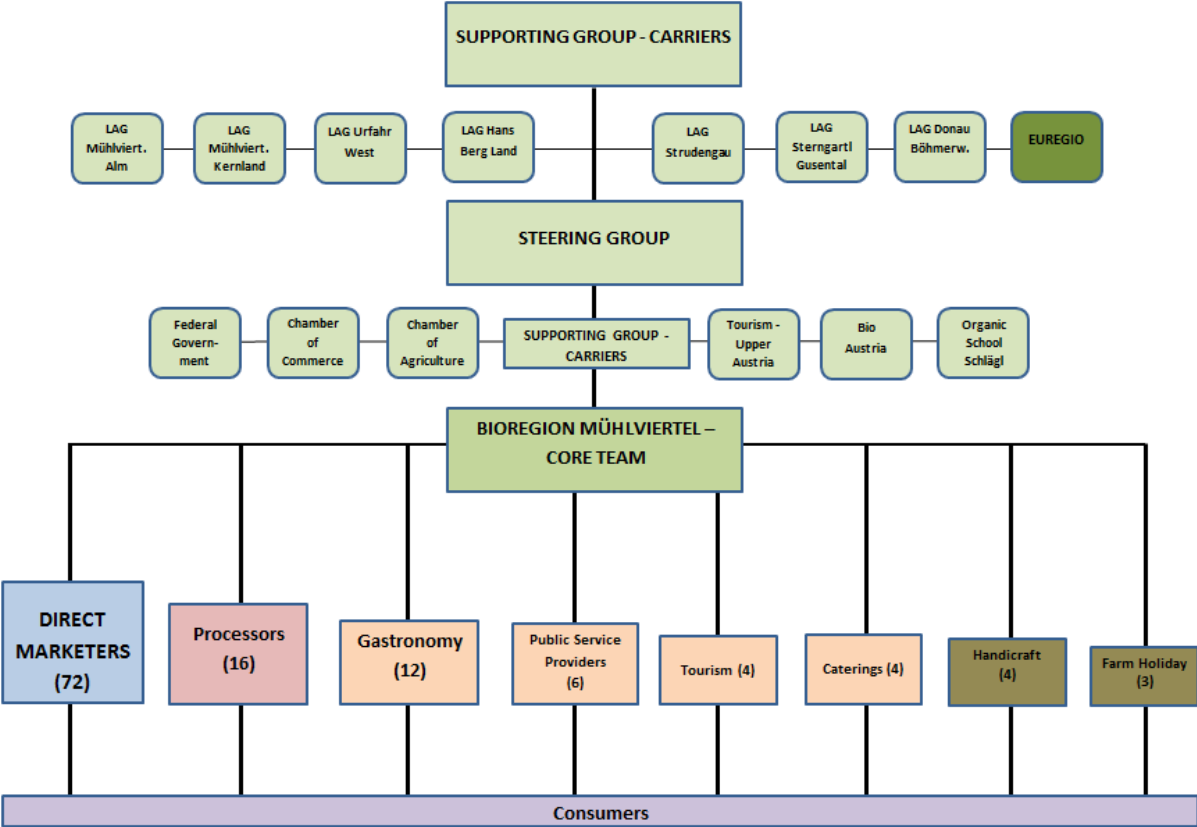 SUPPORTING GROUP - CARRIERS
LAG
Mühlviert.
Alm
LAG
Mühlviert.
Kernland
LAG Urfahr
West
LAG Hans
Berg Land
LAG
Strudengau
LAG
Sterngartl
Gusental
LAG Donau
Böhmerw.
EUREGIO
STEERING GROUP
Federal
Govern-
ment
Chamber
of
Commerce
Chamber
of
Agriculture
SUPPORTING GROUP -
CARRIERS
Tourism -
Upper
Austria
Bio
Austria
Organic
School
Schlägl
BIOREGION MÜHLVIERTEL –
CORE TEAM
DIRECT
MARKETERS
(72)
Processors
(16)
Gastronomy
(12)
Public Service
Providers
(6)
Tourism (4)
Caterings (4)
Handicraft
(4)
Farm Holiday
(3)
Consumers